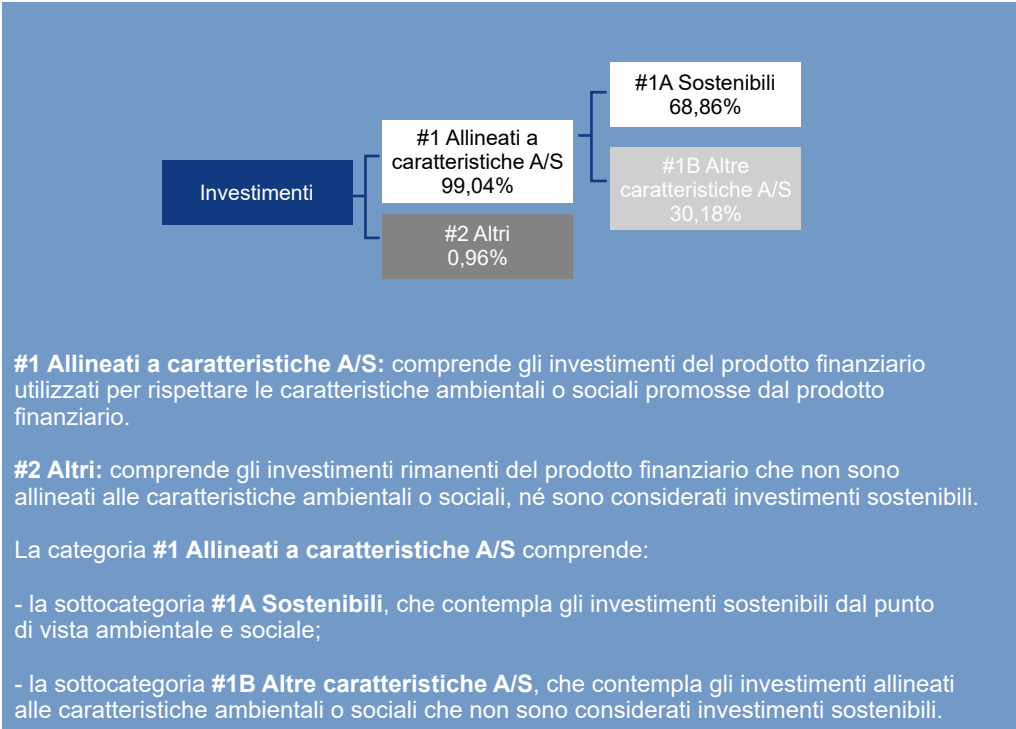 #1A Sostenibili
68,86%
#1 Allineati a
caratteristiche A/S
99,04%
#1B Altre
caratteristiche A/S
30,18%
Investimenti
#2 Altri
0,96%
#1 Allineati a caratteristiche A/S: comprende gli investimenti del prodotto finanziario
utilizzati per rispettare le caratteristiche ambientali o sociali promosse dal prodotto
finanziario.
#2 Altri: comprende gli investimenti rimanenti del prodotto finanziario che non sono
allineati alle caratteristiche ambientali o sociali, né sono considerati investimenti sostenibili.
La categoria #1 Allineati a caratteristiche A/S comprende:
- la sottocategoria #1A Sostenibili, che contempla gli investimenti sostenibili dal punto
di vista ambientale e sociale;
- la sottocategoria #1B Altre caratteristiche A/S, che contempla gli investimenti allineati
alle caratteristiche ambientali o sociali che non sono considerati investimenti sostenibili.